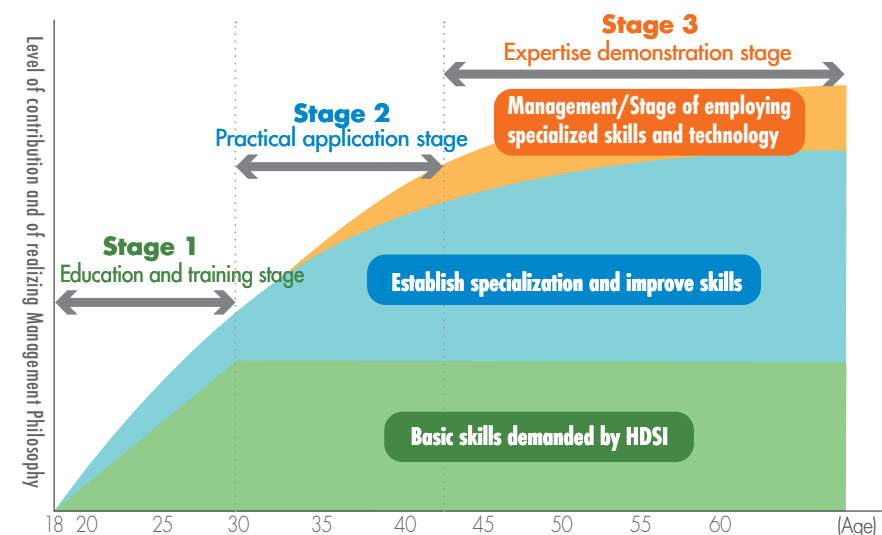 Level of contribution and of realizing Management Philosophy
Stage 3
Expertise demonstration stage
Management/Stage of employing
specialized skills and technology
Stage 2
Practical application stage
Stage 1
Education and training stage
Establish specialization and improve skills
Basic skills demanded by HDSI
18 20 25 30 35 40 45 50 55 60 (Age)